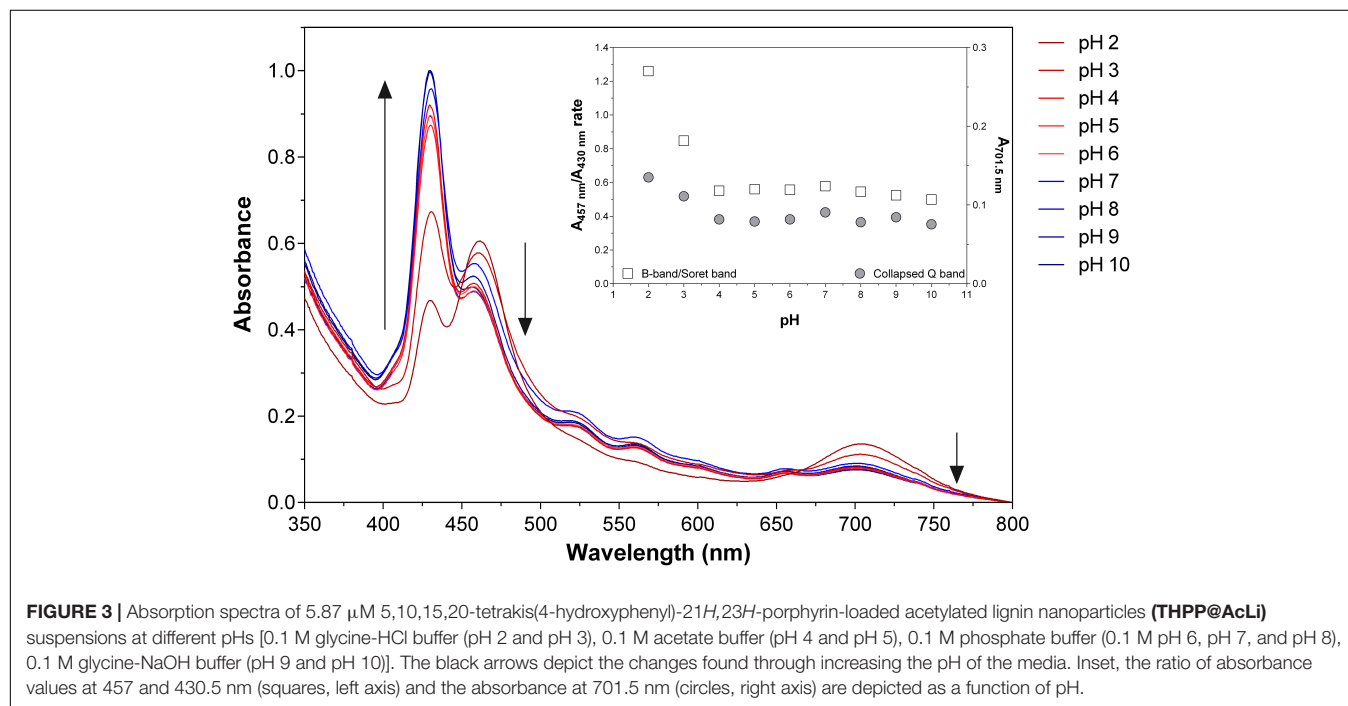 1.0
0.8
0.6
0.4
0.2
0.0
Absorbance
350 400 450 500 550 600 650 700 750 800
Wavelength (nm)
1.4
1.2
1.0
0.8
0.6
0.4
0.2
0.0
A457 nm/A430 nm rate
0.3
0.2
0.1
0.0
A701.5 nm
B-band/Soret band
Collapsed Q band
1 2 3 4 5 6 7 8 9 10 11
pH
pH 2
pH 3
pH 4
pH 5
pH 6
pH 7
pH 8
pH 9
pH 10
FIGURE 3 | Absorption spectra of 5.87 μM 5,10,15,20-tetrakis(4-hydroxyphenyl)-21H,23H-porphyrin-loaded acetylated lignin nanoparticles (THPP@AcLi)
suspensions at different pHs [0.1 M glycine-HCl buffer (pH 2 and pH 3), 0.1 M acetate buffer (pH 4 and pH 5), 0.1 M phosphate buffer (0.1 M pH 6, pH 7, and pH 8),
0.1 M glycine-NaOH buffer (pH 9 and pH 10)]. The black arrows depict the changes found through increasing the pH of the media. Inset, the ratio of absorbance
values at 457 and 430.5 nm (squares, left axis) and the absorbance at 701.5 nm (circles, right axis) are depicted as a function of pH.